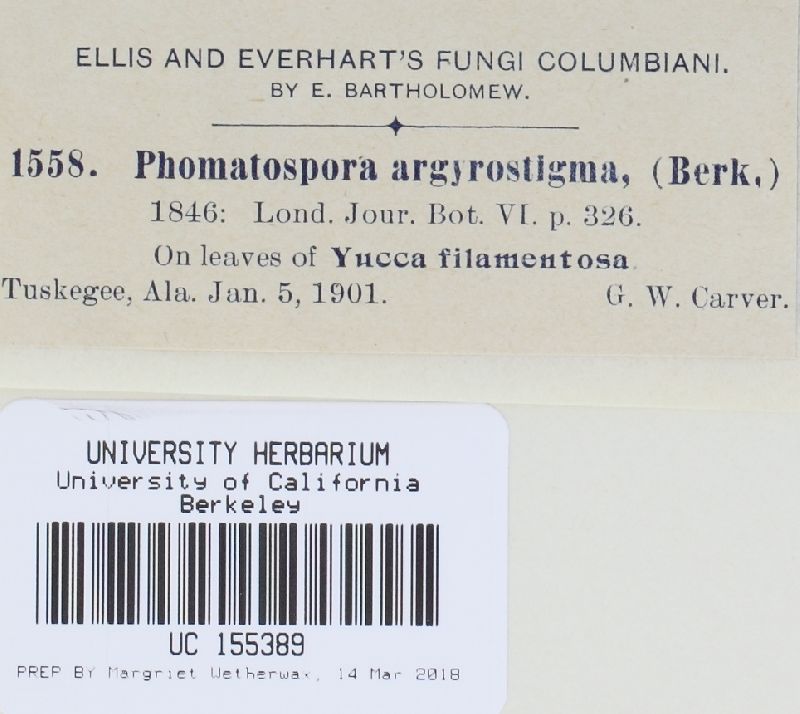 ELLIS AND EVERHART'S FUNGI COLUMBIANI.
BY E. BARTHOLOMEW.
1558. Phomatospora argyrostigma, (Berk.)
1846: Lond. Jour. Bot. VI. p. 326.
On leaves of Yucca filamentosa.
Tuskegee, Ala. Jan. 5, 1901. G. W. Carver.
UNIVERSITY HERBARIUM
University of California
Berkeley
UC 155389
PREP BY Margriet Wetherwax, 14 Mar 2018